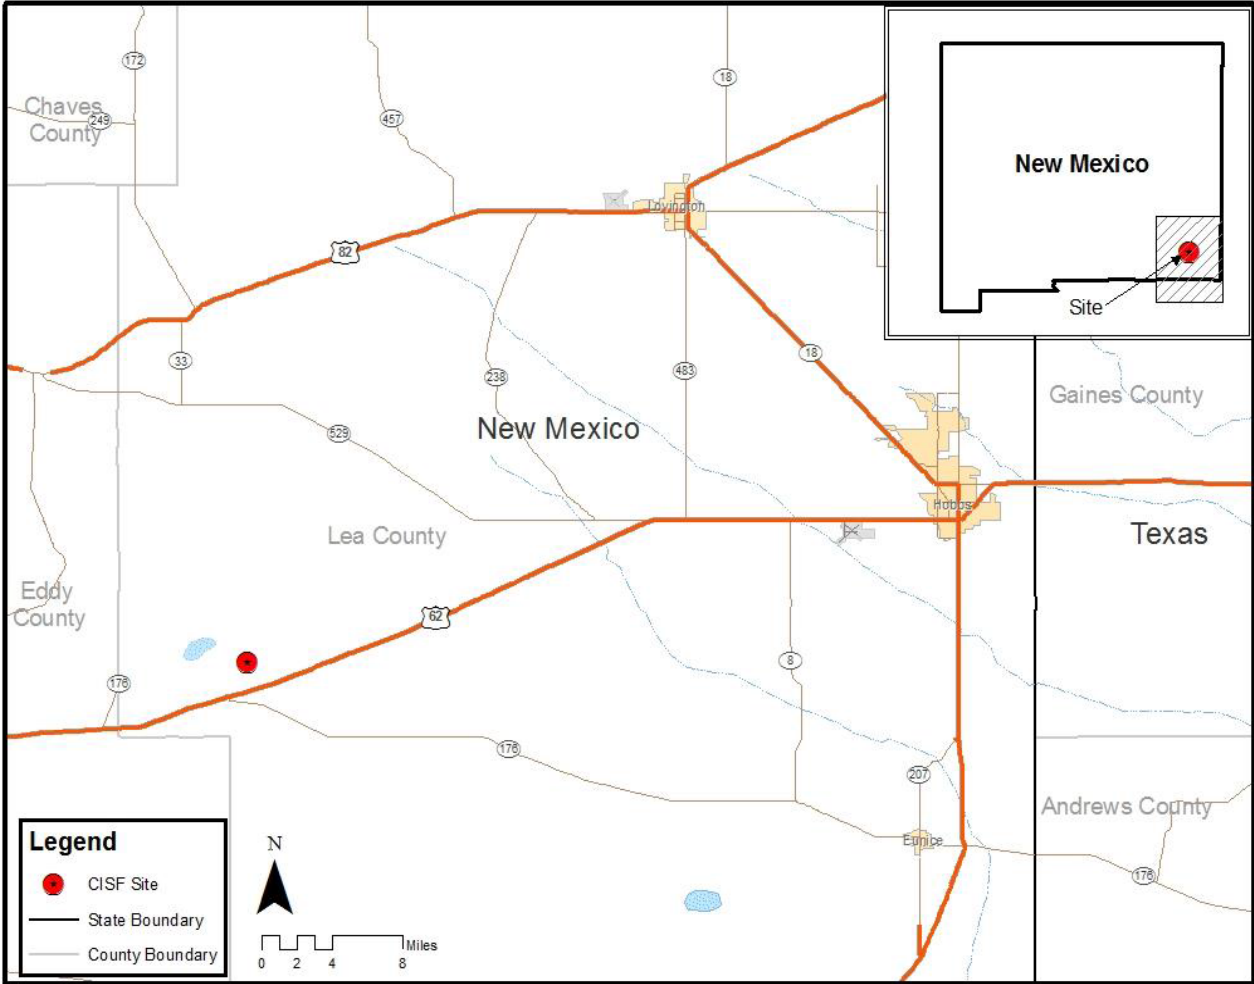 172
18
Chaves
County
249
457
New Mexico
Site
Lovington
82
33
238
483
18
Gaines County
New Mexico
529
Hobbs
Lea County
Texas
Eddy
County
62
8
176
176
207
Andrews County
Eunice
176
Legend
CISF Site
State Boundary
County Boundary
N
Miles
0 2 4 8